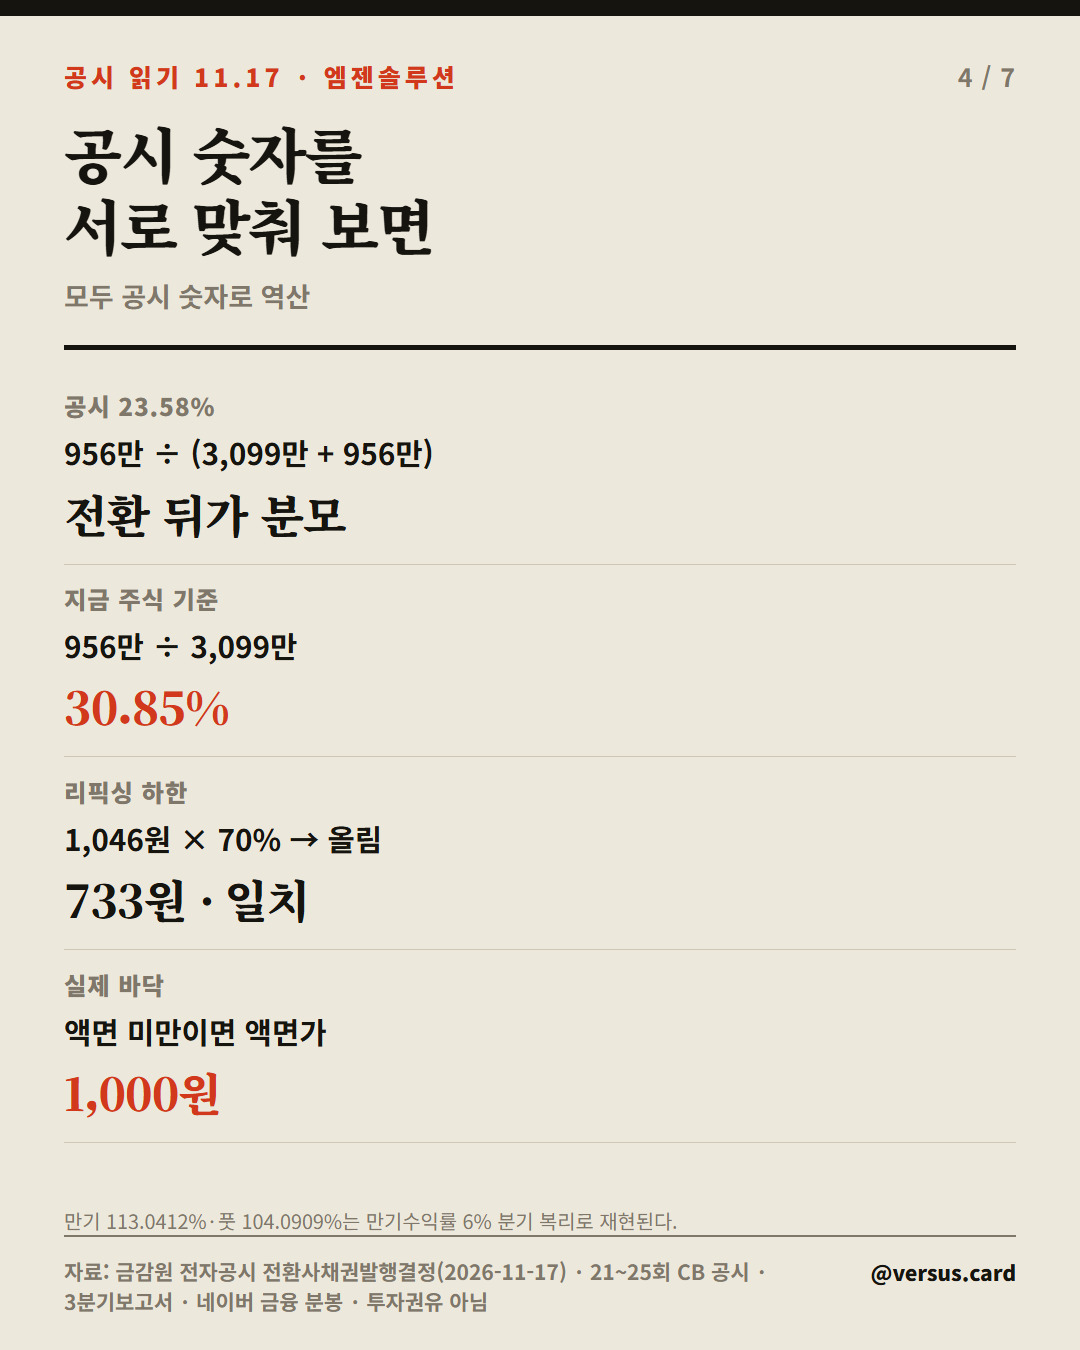 공시 읽기 11.17 · 엠젠솔루션
4 / 7
공시 숫자를
서로 맞춰 보면
모두 공시 숫자로 역산
공시 23.58%
956만 ÷ (3,099만 + 956만)
전환 뒤가 분모
지금 주식 기준
956만 ÷ 3,099만
30.85%
리픽싱 하한
1,046원 × 70% → 올림
733원 · 일치
실제 바닥
액면 미만이면 액면가
1,000원
만기 113.0412%·풋 104.0909%는 만기수익률 6% 분기 복리로 재현된다.
자료: 금감원 전자공시 전환사채권발행결정(2026-11-17) · 21~25회 CB 공시 ·
3분기보고서 · 네이버 금융 분봉 · 투자권유 아님
@versus.card